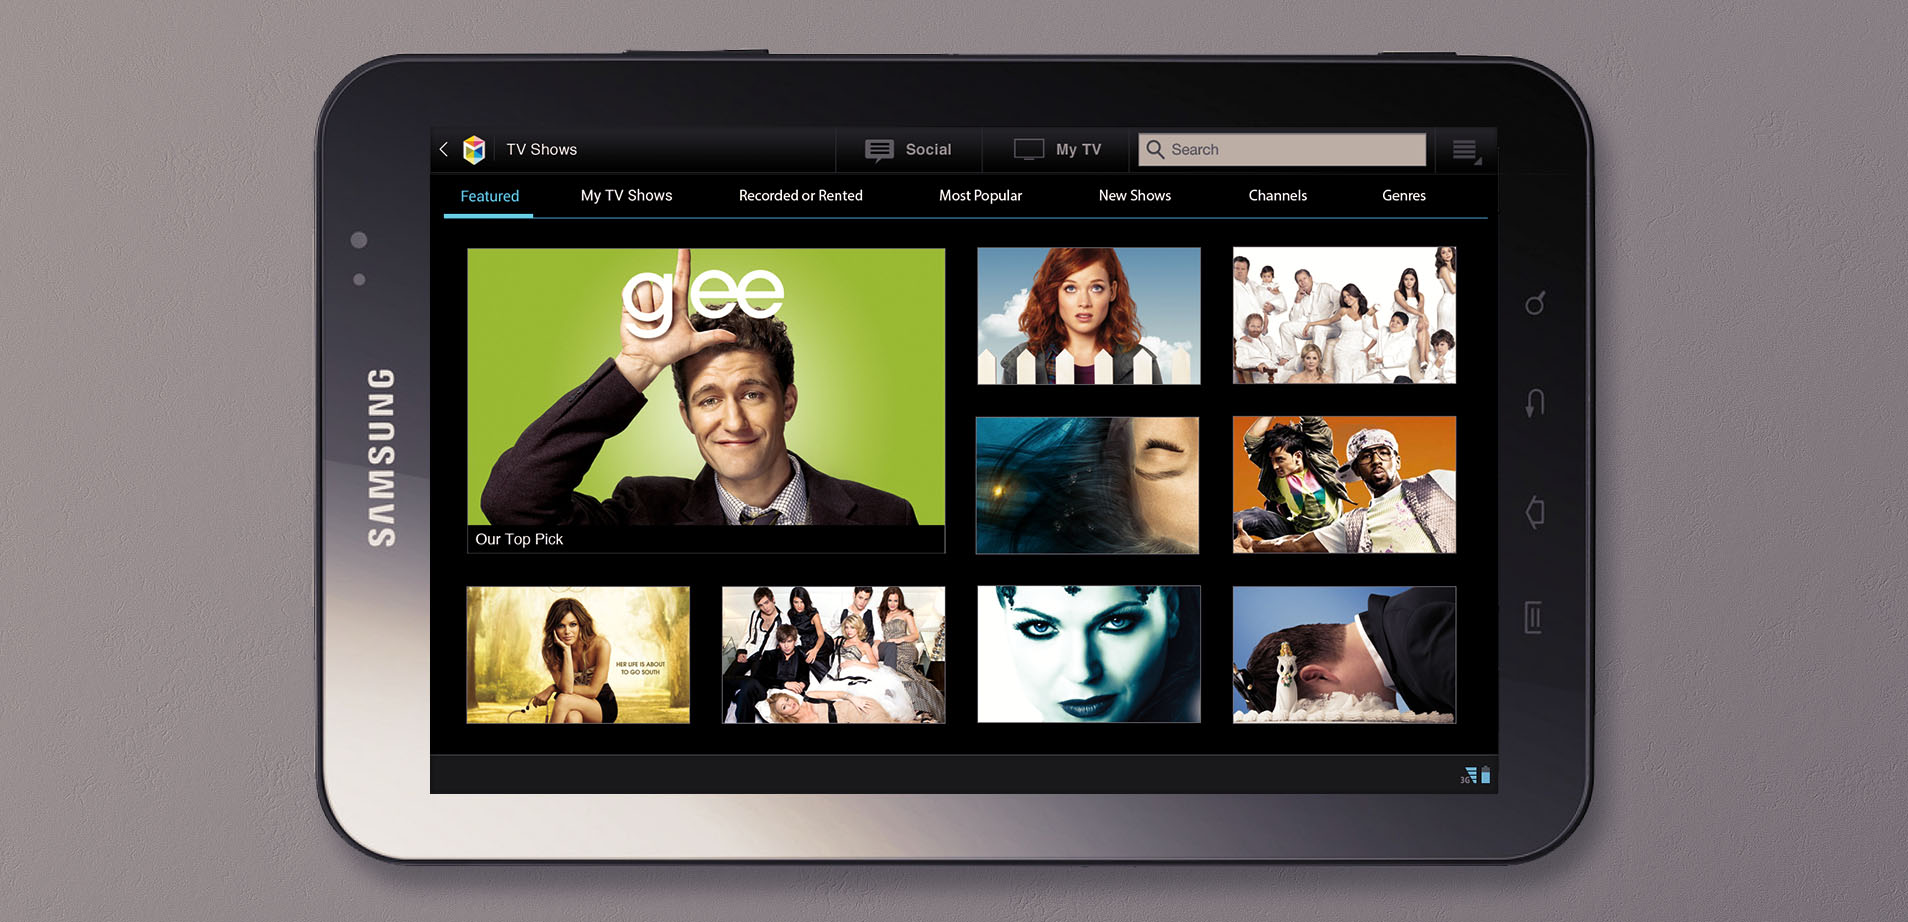 SAMSUNG
TV Shows
Social
My TV
Search
Featured
My TV Shows
Recorded or Rented
Most Popular
New Shows
Channels
Genres
glee
Our Top Pick
HER LIFE IS ABOUT
TO GO SOUTH
3G